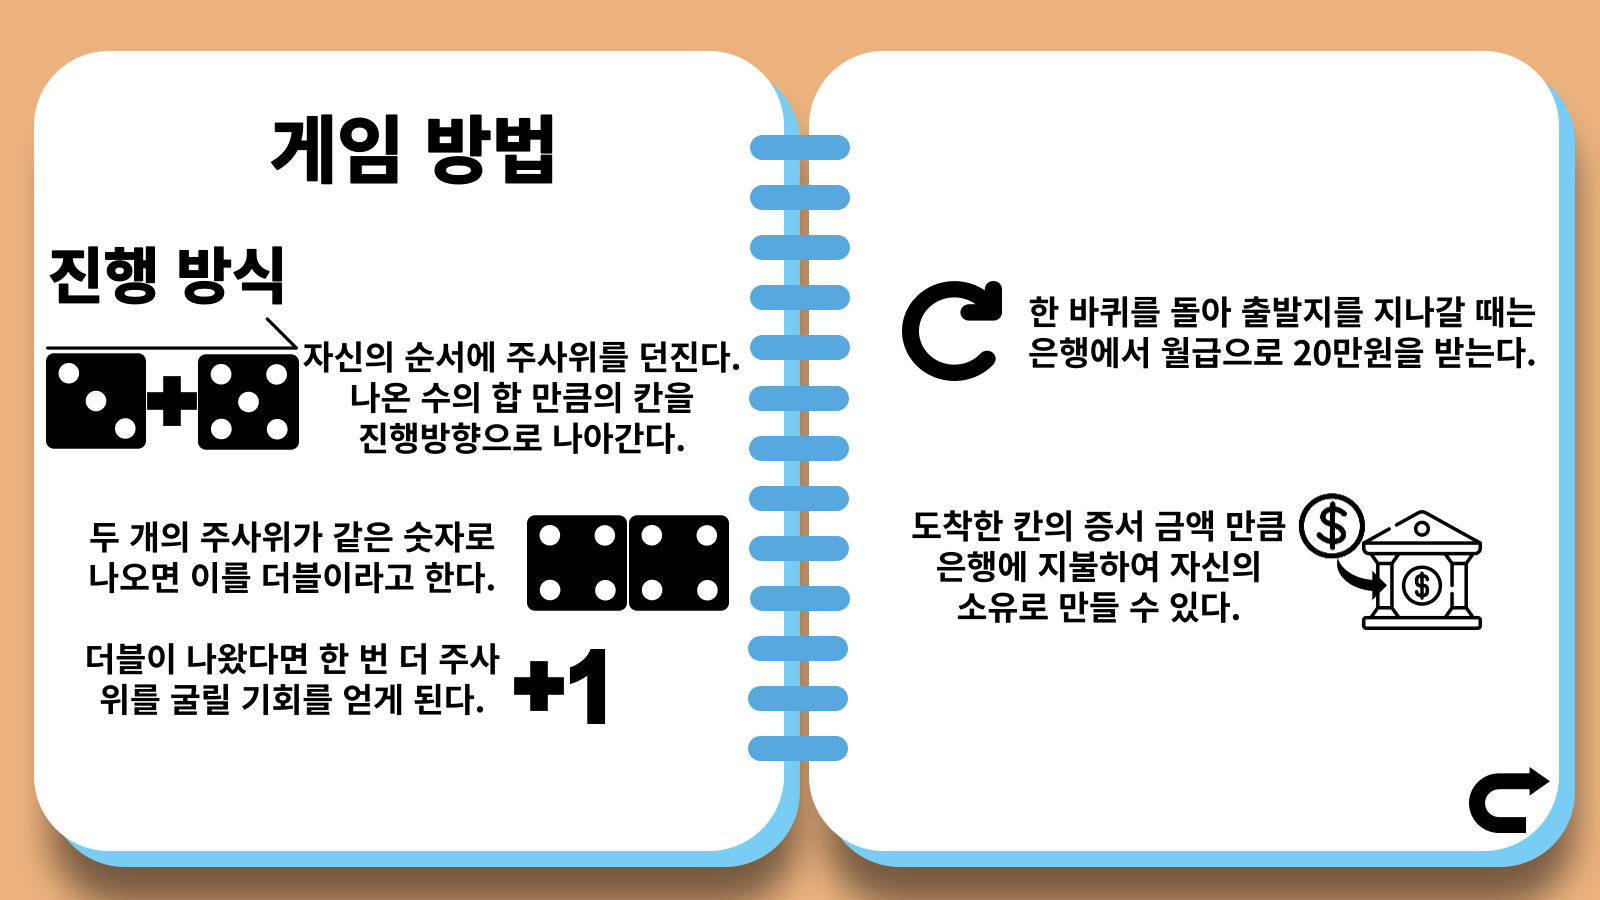 게임 방법
진행 방식
자신의 순서에 주사위를 던진다.
나온 수의 합 만큼의 칸을
진행방향으로 나아간다.
두 개의 주사위가 같은 숫자로
나오면 이를 더블이라고 한다.
더블이 나왔다면 한 번 더 주사
위를 굴릴 기회를 얻게 된다.
+1
한 바퀴를 돌아 출발지를 지나갈 때는
은행에서 월급으로 20만원을 받는다.
도착한 칸의 증서 금액 만큼
은행에 지불하여 자신의
소유로 만들 수 있다.